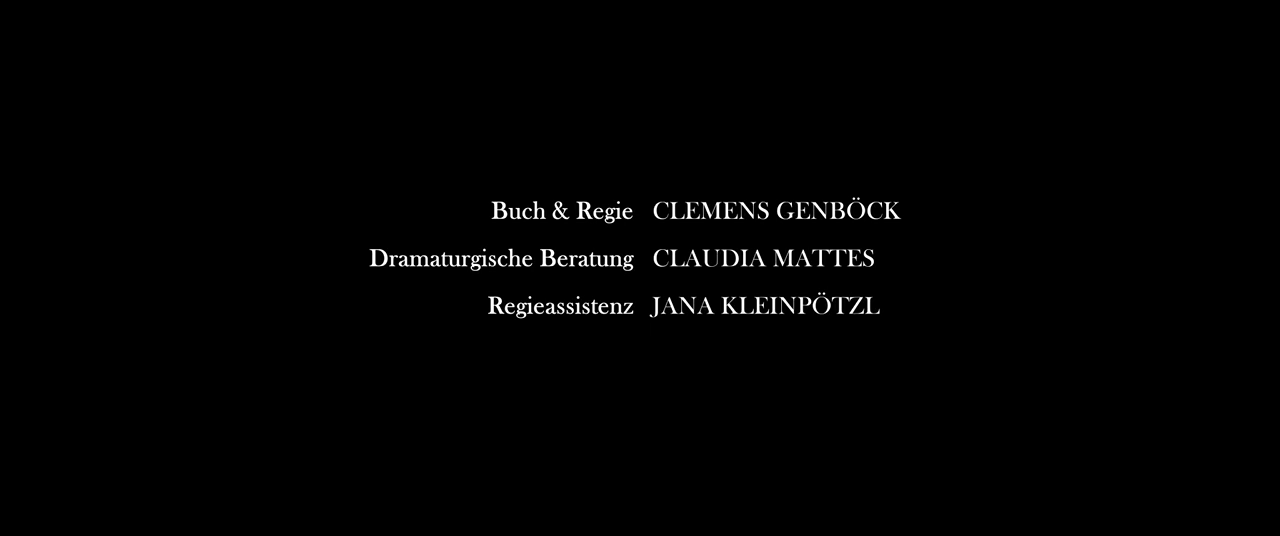 Buch & Regie CLEMENS GENBÖCK
Dramaturgische Beratung CLAUDIA MATTES
Regieassistenz JANA KLEINPÖTZL